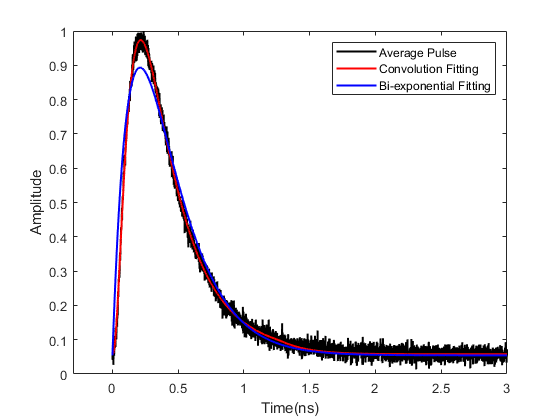 Average Pulse
Convolution Fitting
Bi-exponential Fitting
Amplitude
1
0.9
0.8
0.7
0.6
0.5
0.4
0.3
0.2
0.1
0
0 0.5 1 1.5 2 2.5 3
Time(ns)